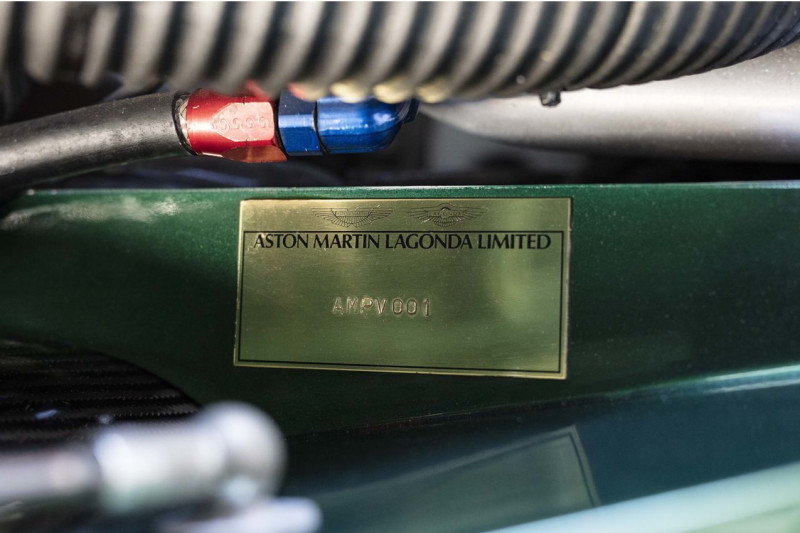 ASTON MARTIN LAGONDA LIMITED
AMPV001